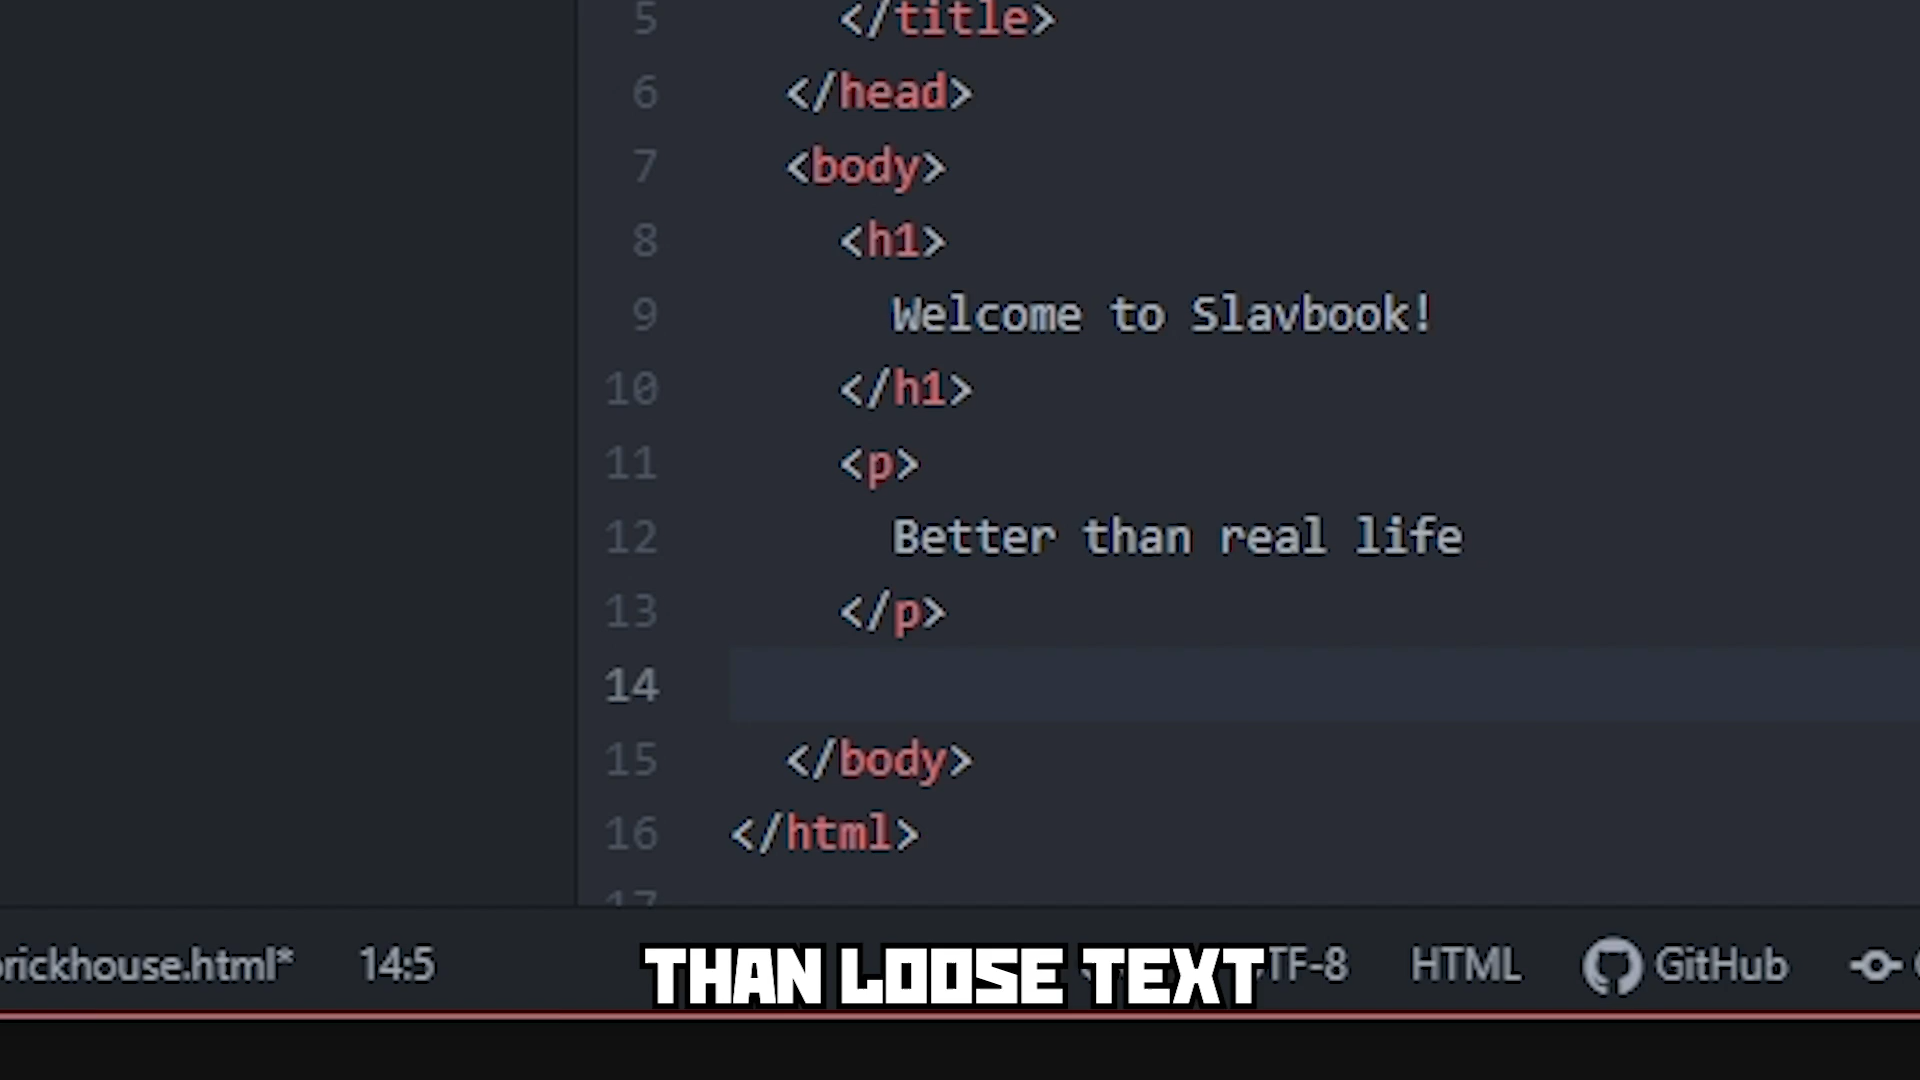 5 </title>
6 </head>
7 <body>
8 <h1>
9 Welcome to Slavbook!
10 </h1>
11 <p>
12 Better than real life
13 </p>
14
15 </body>
16 </html>
17
rickhouse.html* 14:5 TF-8 HTML GitHub
THAN LOOSE TEXT